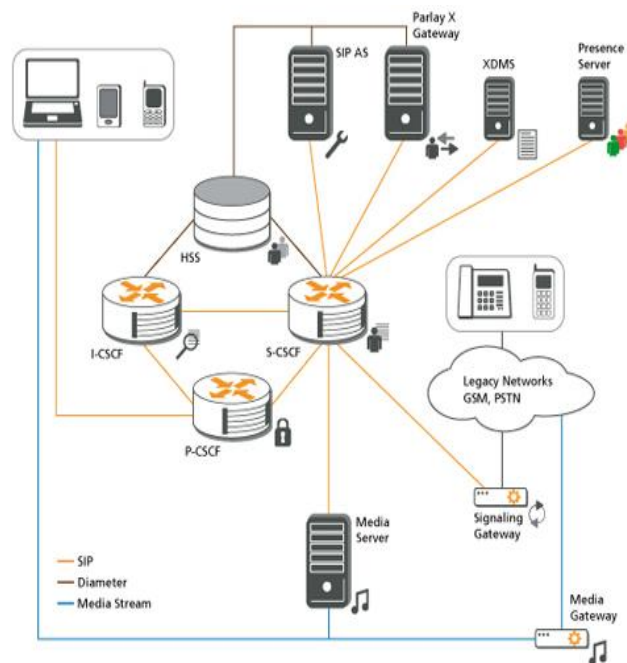 Parlay X
Gateway
SIP AS
XDMS
Presence
Server
HSS
I-CSCF
S-CSCF
P-CSCF
Legacy Networks
GSM, PSTN
Signaling
Gateway
Media
Server
SIP
Diameter
Media Stream
Media
Gateway